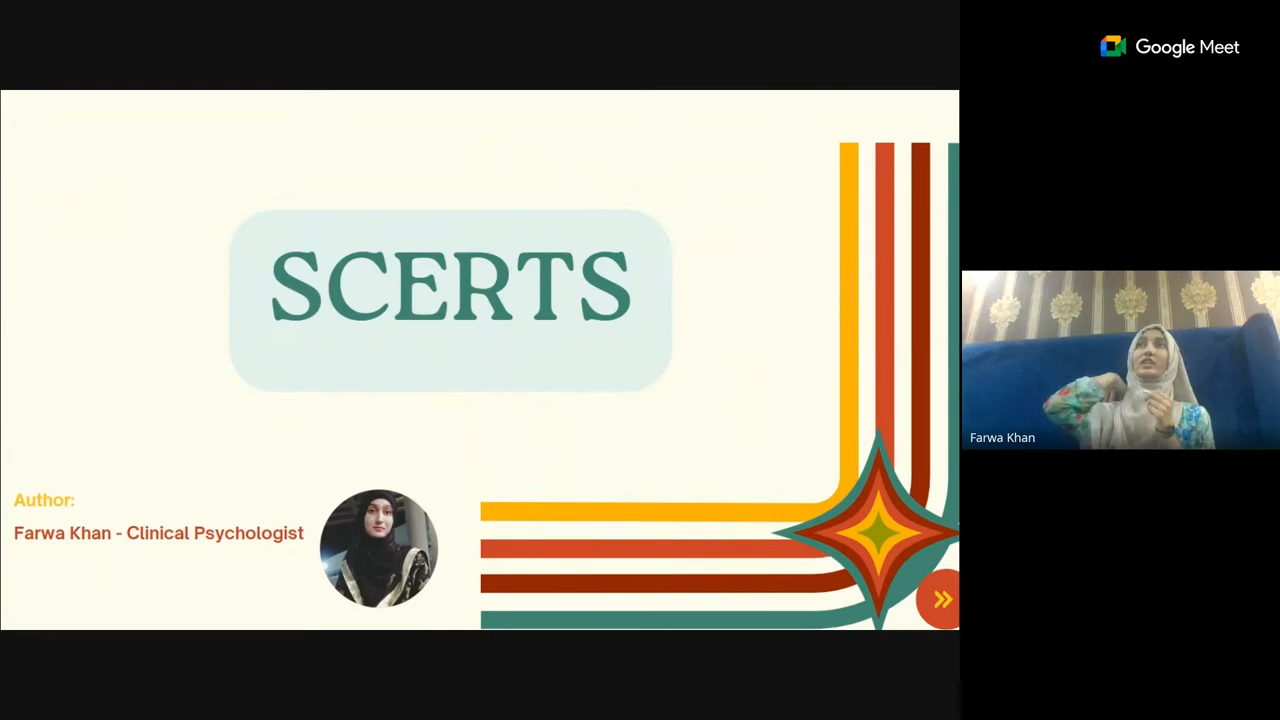 Google Meet
SCERTS
Author:
Farwa Khan - Clinical Psychologist
Farwa Khan